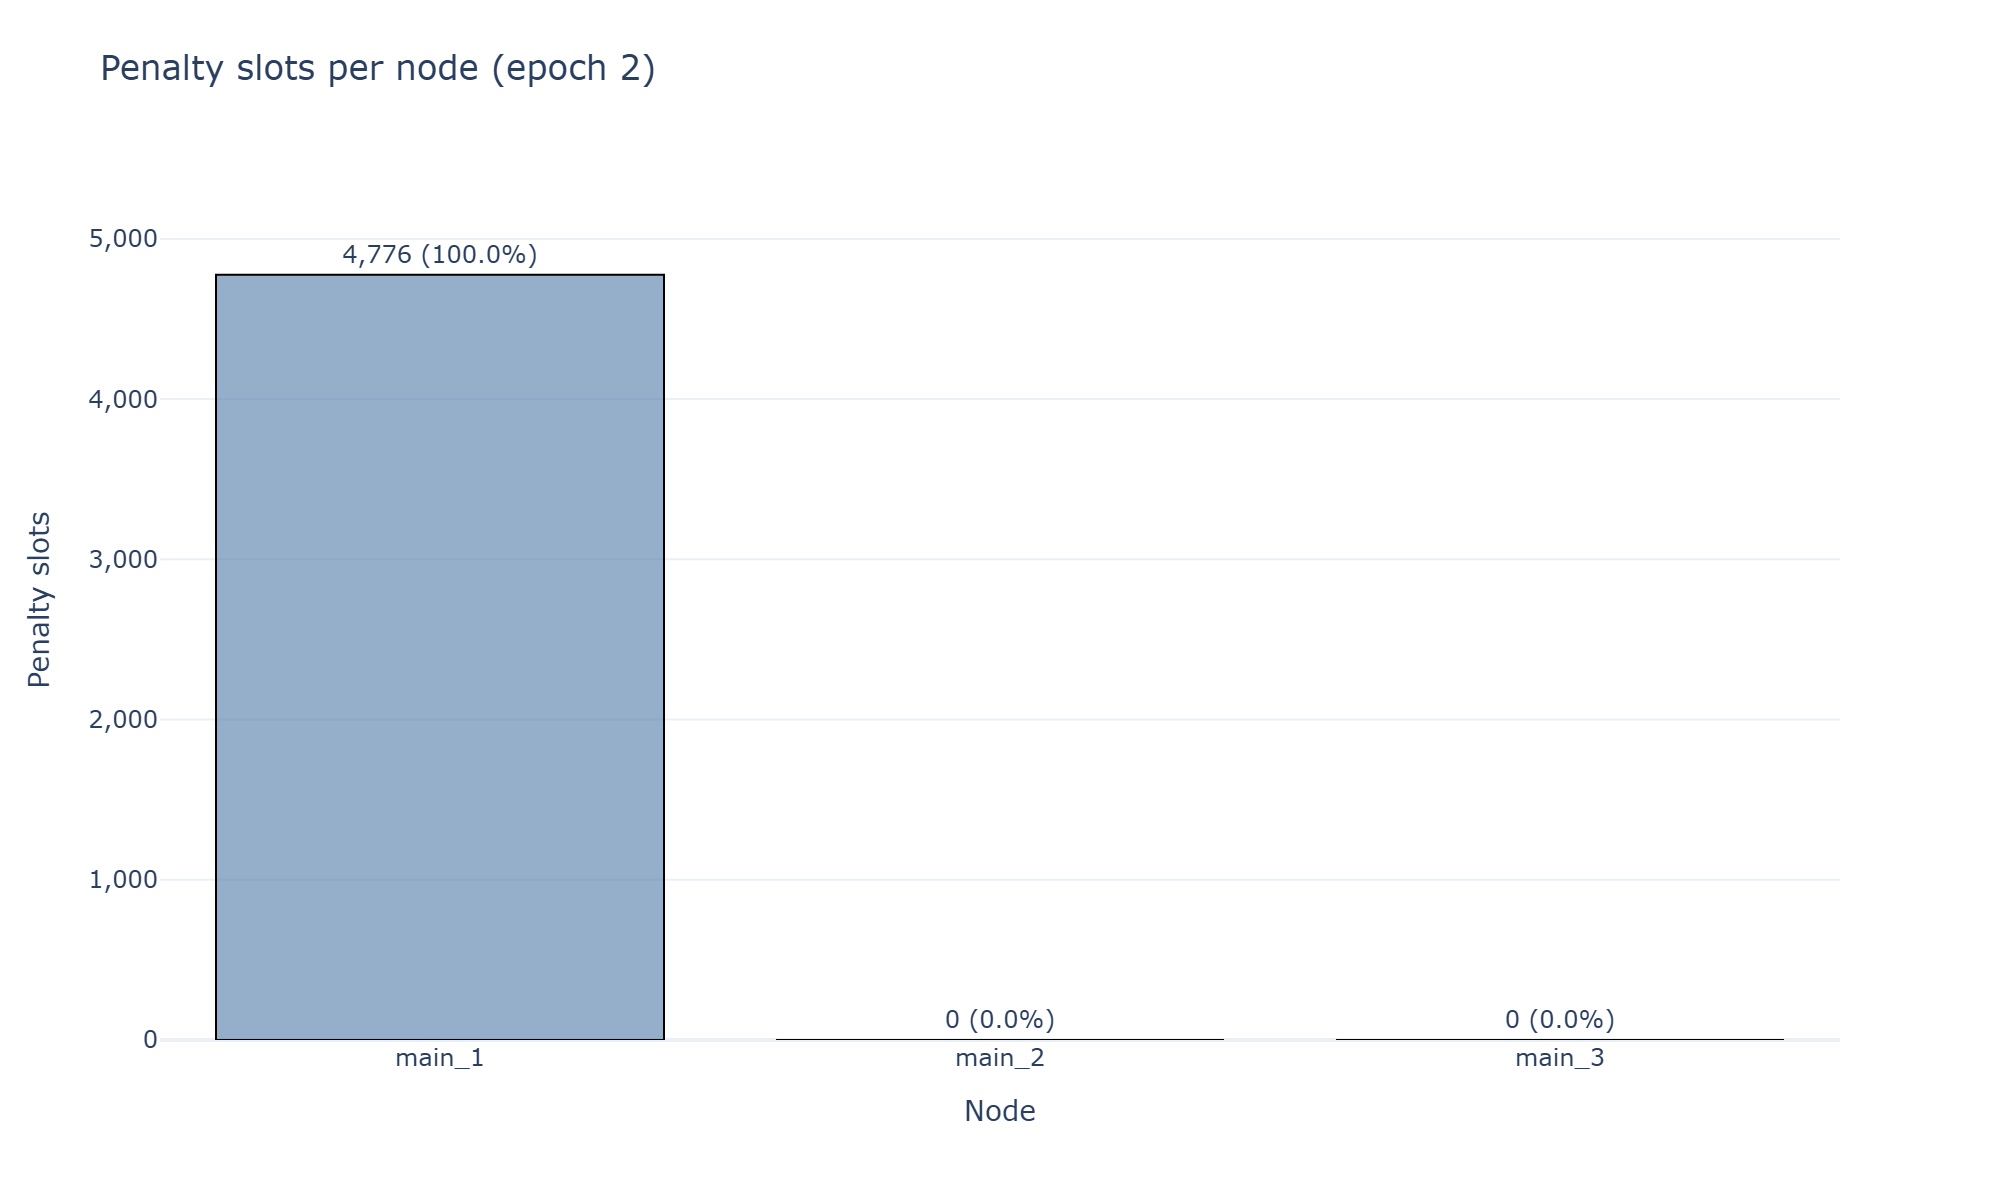 Penalty slots per node (epoch 2)
5,000
4,776 (100.0%)
4,000
3,000
2,000
1,000
0
0 (0.0%)
0 (0.0%)
Penalty slots
main_1
main_2
main_3
Node